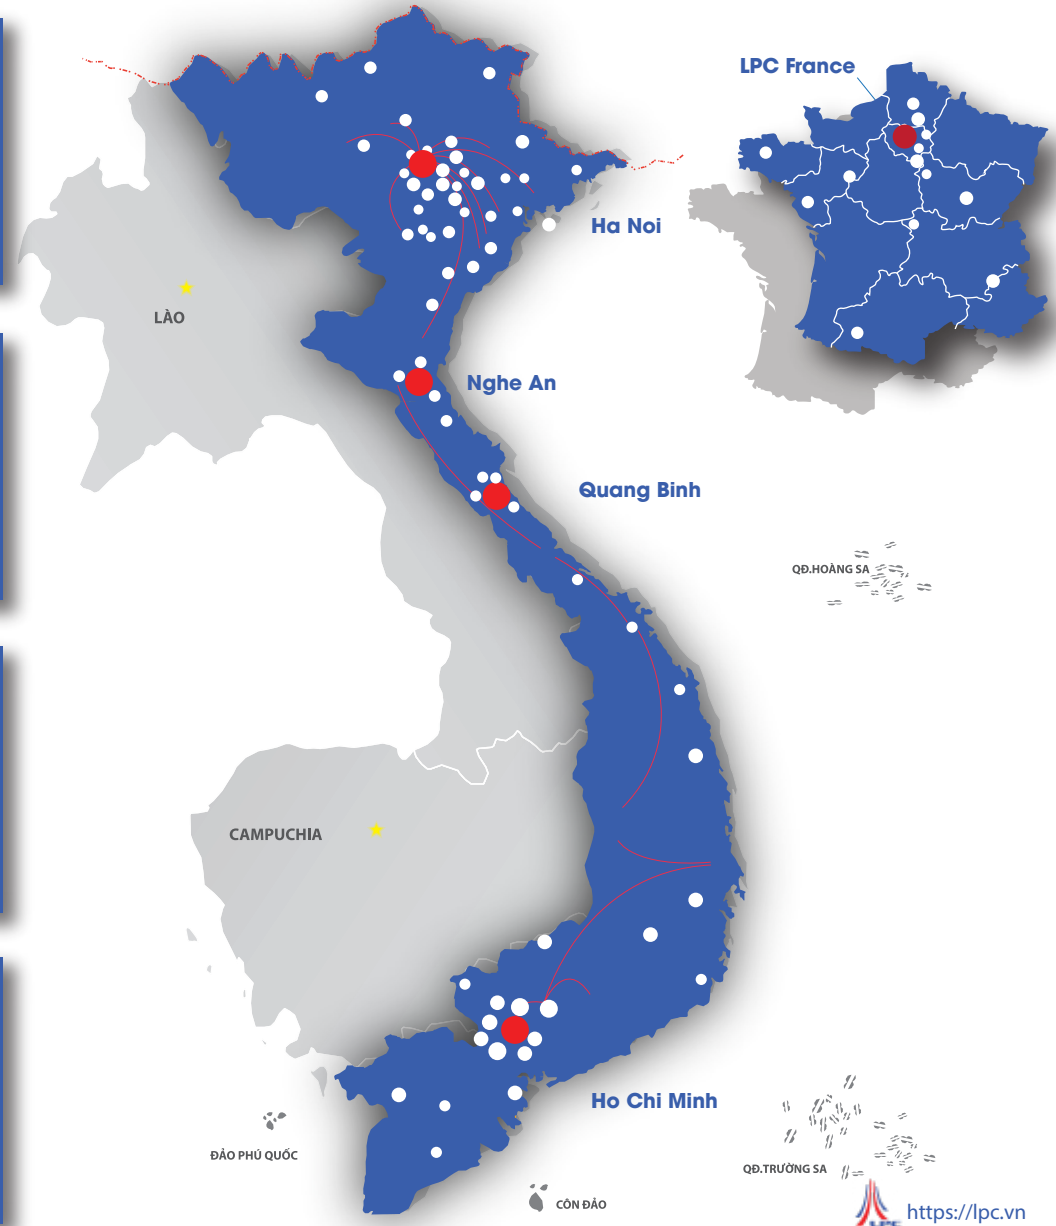 LPC France
Ha Noi
LÀO
Nghe An
Quang Binh
QĐ.HOÀNG SA
CAMPUCHIA
Ho Chi Minh
ĐẢO PHÚ QUỐC
QĐ.TRƯỜNG SA
CÔN ĐẢO
LPC
https://lpc.vn